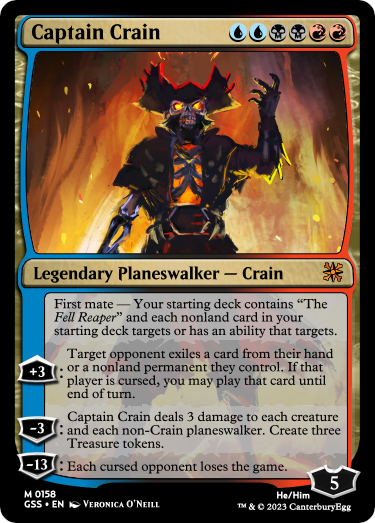 Captain Crain
Legendary Planeswalker — Crain
First mate — Your starting deck contains “The
Fell Reaper” and each nonland card in your
starting deck targets or has an ability that targets.
+3: Target opponent exiles a card from their hand
or a nonland permanent they control. If that
player is cursed, you may play that card until
end of turn.
-3: Captain Crain deals 3 damage to each creature
and each non-Crain planeswalker. Create three
Treasure tokens.
-13: Each cursed opponent loses the game.
5
M 0158
He/Him
GSS • EN VERONICA O'NEILL
™ & © 2023 CanterburyEgg